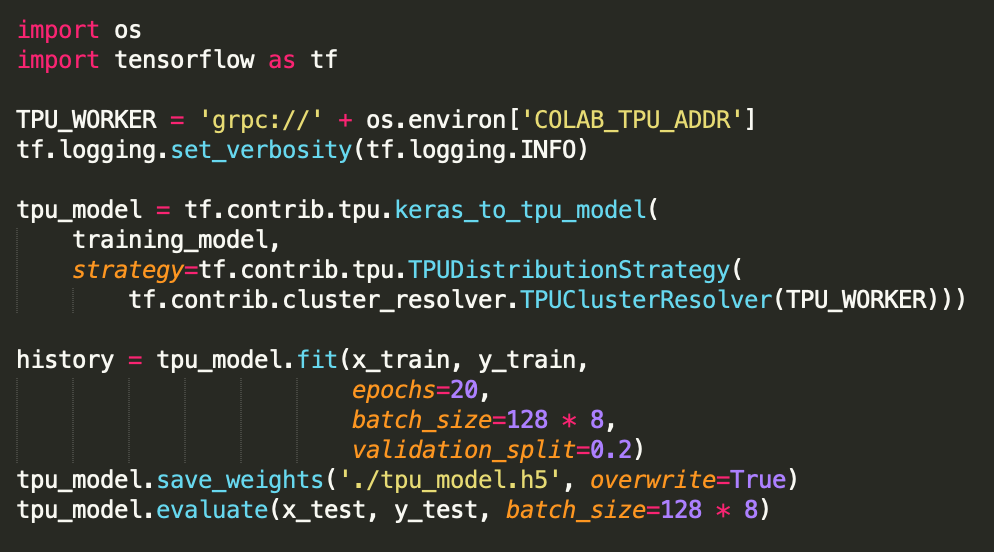 import os
import tensorflow as tf
TPU_WORKER = 'grpc://' + os.environ['COLAB_TPU_ADDR']
tf.logging.set_verbosity(tf.logging.INFO)
tpu_model = tf.contrib.tpu.keras_to_tpu_model(
training_model,
strategy=tf.contrib.tpu.TPUDistributionStrategy(
tf.contrib.cluster_resolver.TPUClusterResolver(TPU_WORKER)))
history = tpu_model.fit(x_train, y_train,
epochs=20,
batch_size=128 * 8,
validation_split=0.2)
tpu_model.save_weights('./tpu_model.h5', overwrite=True)
tpu_model.evaluate(x_test, y_test, batch_size=128 * 8)